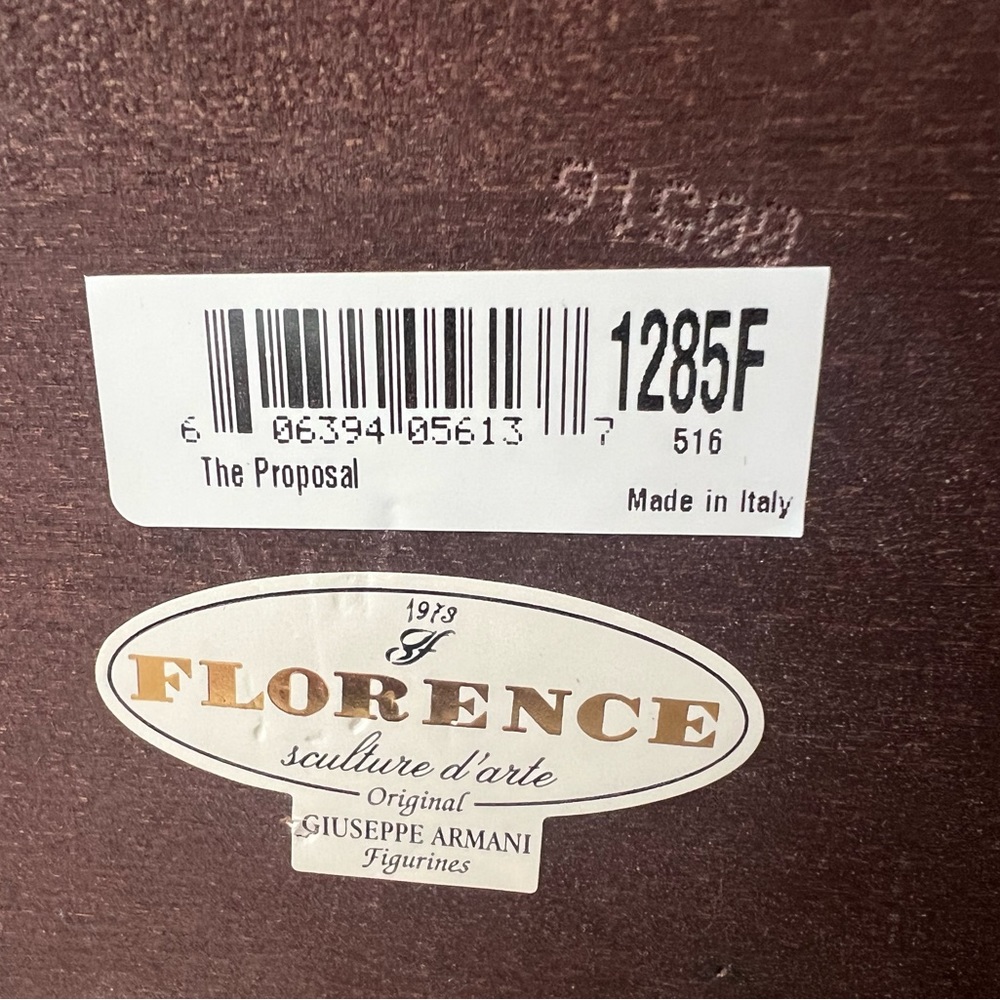 00516
1285F
6 06394 05613 7
516
The Proposal
Made in Italy
1973
FLORENCE
sculture d'arte
Original
GIUSEPPE ARMANI
Figurines